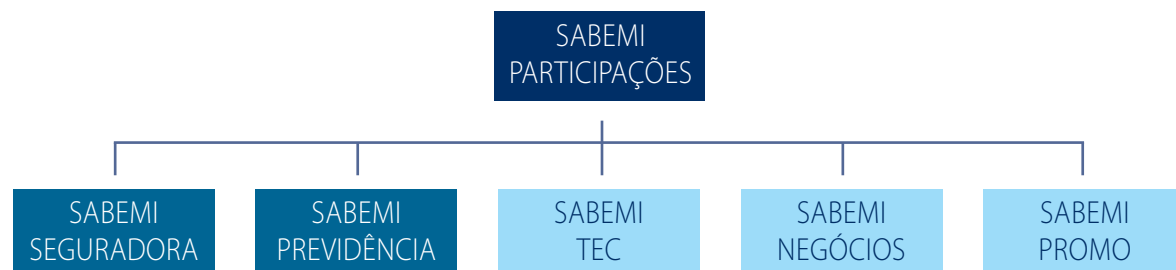 SABEMI
PARTICIPAÇÕES
SABEMI
SEGURADORA
SABEMI
PREVIDÊNCIA
SABEMI
TEC
SABEMI
NEGÓCIOS
SABEMI
PROMO